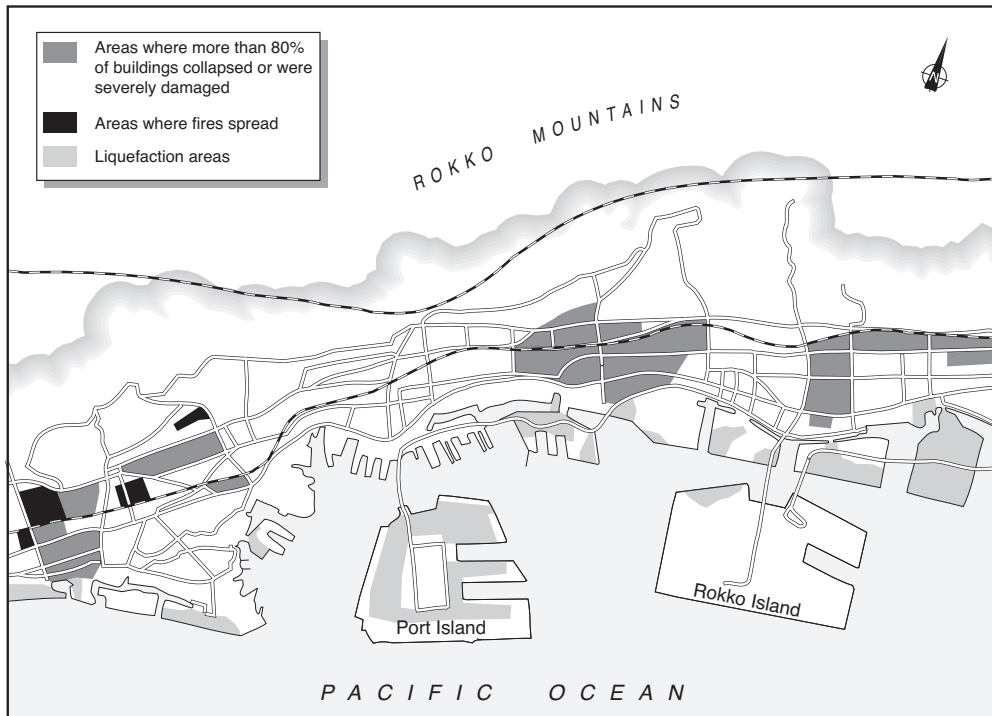 Areas where more than 80%
of buildings collapsed or were
severely damaged
Areas where fires spread
Liquefaction areas
N
ROKKO MOUNTAINS
Rokko Island
Port Island
PACIFIC OCEAN